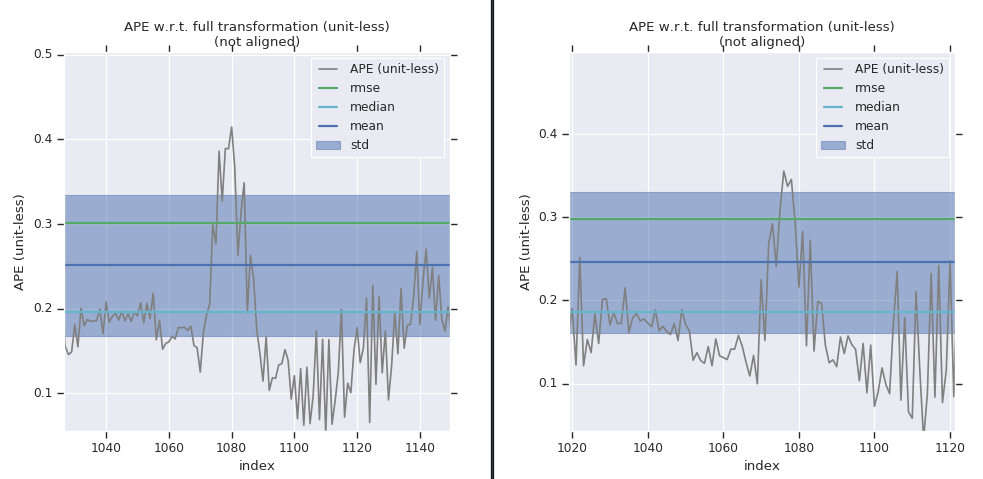 APE w.r.t. full transformation (unit-less)
(not aligned)
APE (unit-less)
rmse
median
mean
std
0.5
0.4
0.3
0.2
0.1
APE (unit-less)
1040 1060 1080 1100 1120 1140
index
APE w.r.t. full transformation (unit-less)
(not aligned)
APE (unit-less)
rmse
median
mean
std
0.4
0.3
0.2
0.1
APE (unit-less)
1020 1040 1060 1080 1100 1120
index